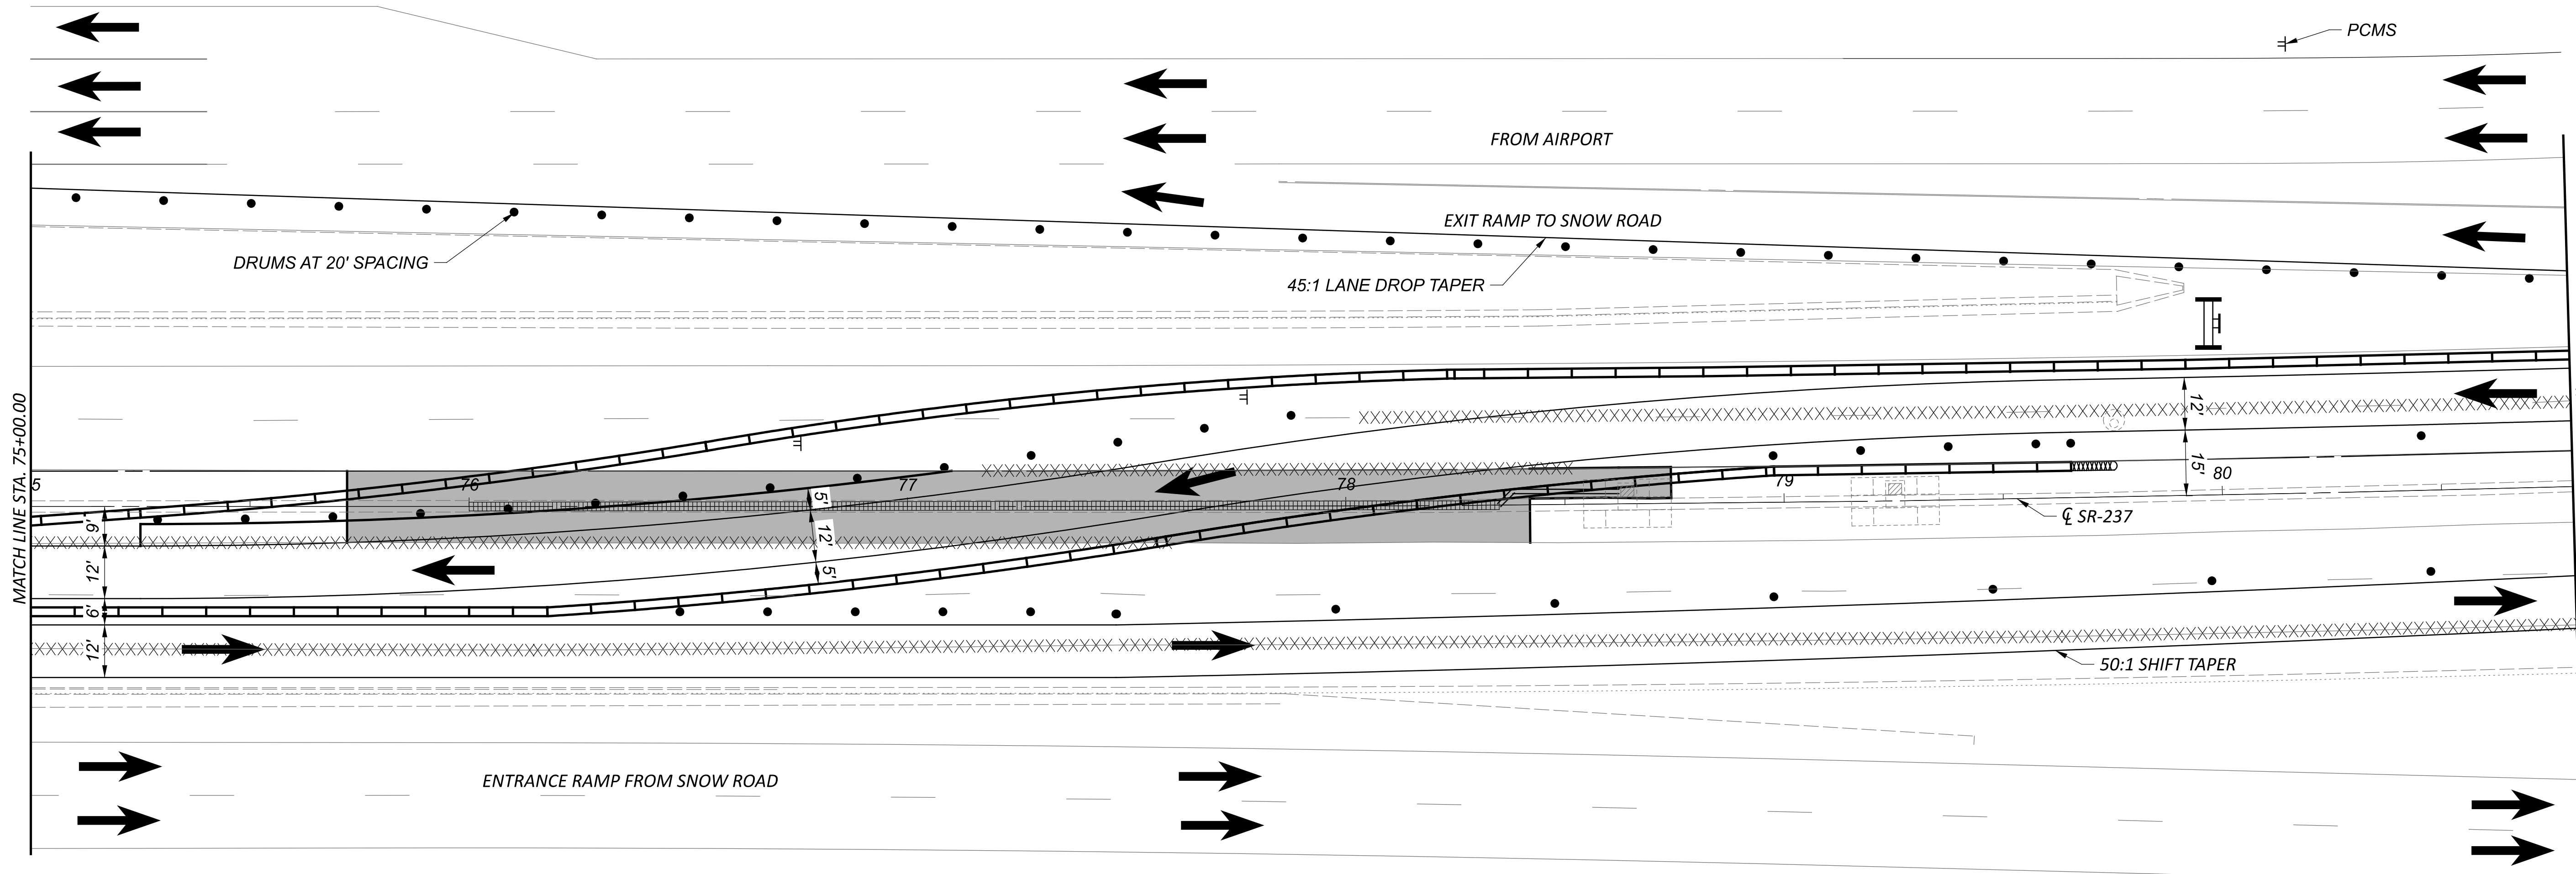 PCMS
FROM AIRPORT
EXIT RAMP TO SNOW ROAD
DRUMS AT 20' SPACING
45:1 LANE DROP TAPER
MATCH LINE STA. 75+00.00
5
76
77
78
79
80
12'
15'
5'
12'
5'
6'
12'
6'
12'
℄ SR-237
50:1 SHIFT TAPER
ENTRANCE RAMP FROM SNOW ROAD